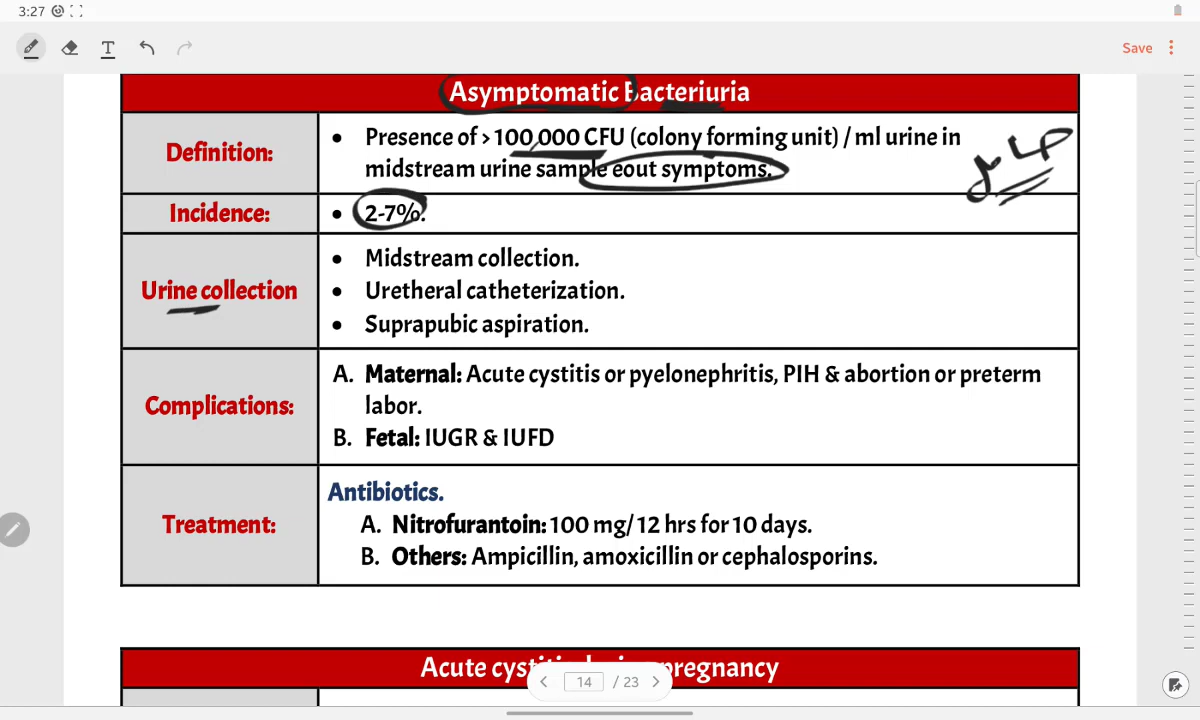 3:27
Save
Asymptomatic Bacteriuria
Definition:
• Presence of > 100,000 CFU (colony forming unit) / ml urine in
midstream urine sample eout symptoms.
Incidence:
• 2-7%.
Urine collection
• Midstream collection.
• Urethral catheterization.
• Suprapubic aspiration.
Complications:
A. Maternal: Acute cystitis or pyelonephritis, PIH & abortion or preterm
labor.
B. Fetal: IUGR & IUFD
Treatment:
Antibiotics.
A. Nitrofurantoin: 100 mg/ 12 hrs for 10 days.
B. Others: Ampicillin, amoxicillin or cephalosporins.
Acute pregnancy
14 / 23